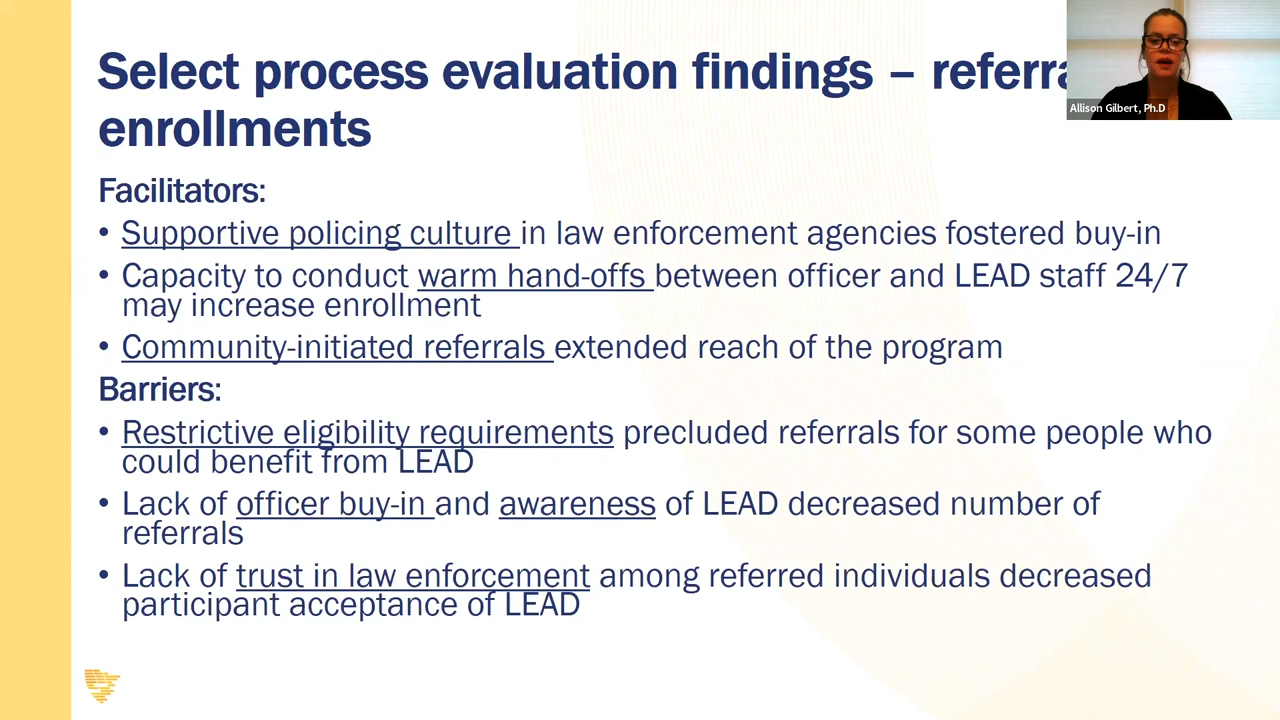 Select process evaluation findings –
enrollments
Allison Gilbert, Ph.D
Facilitators:
• Supportive policing culture in law enforcement agencies fostered buy-in
• Capacity to conduct warm hand-offs between officer and LEAD staff 24/7
may increase enrollment
• Community-initiated referrals extended reach of the program
Barriers:
• Restrictive eligibility requirements precluded referrals for some people who
could benefit from LEAD
• Lack of officer buy-in and awareness of LEAD decreased number of
referrals
• Lack of trust in law enforcement among referred individuals decreased
participant acceptance of LEAD